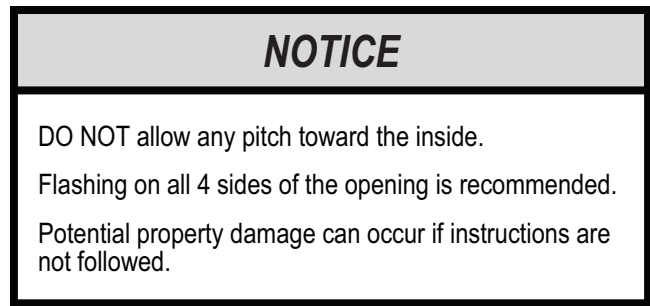 NOTICE
DO NOT allow any pitch toward the inside.
Flashing on all 4 sides of the opening is recommended.
Potential property damage can occur if instructions are
not followed.